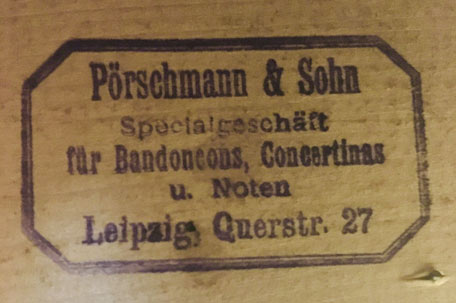 Pörschmann & Sohn
Specialgeschäft
für Bandoneons, Concertinas
u. Noten
Leipzig, Querstr. 27